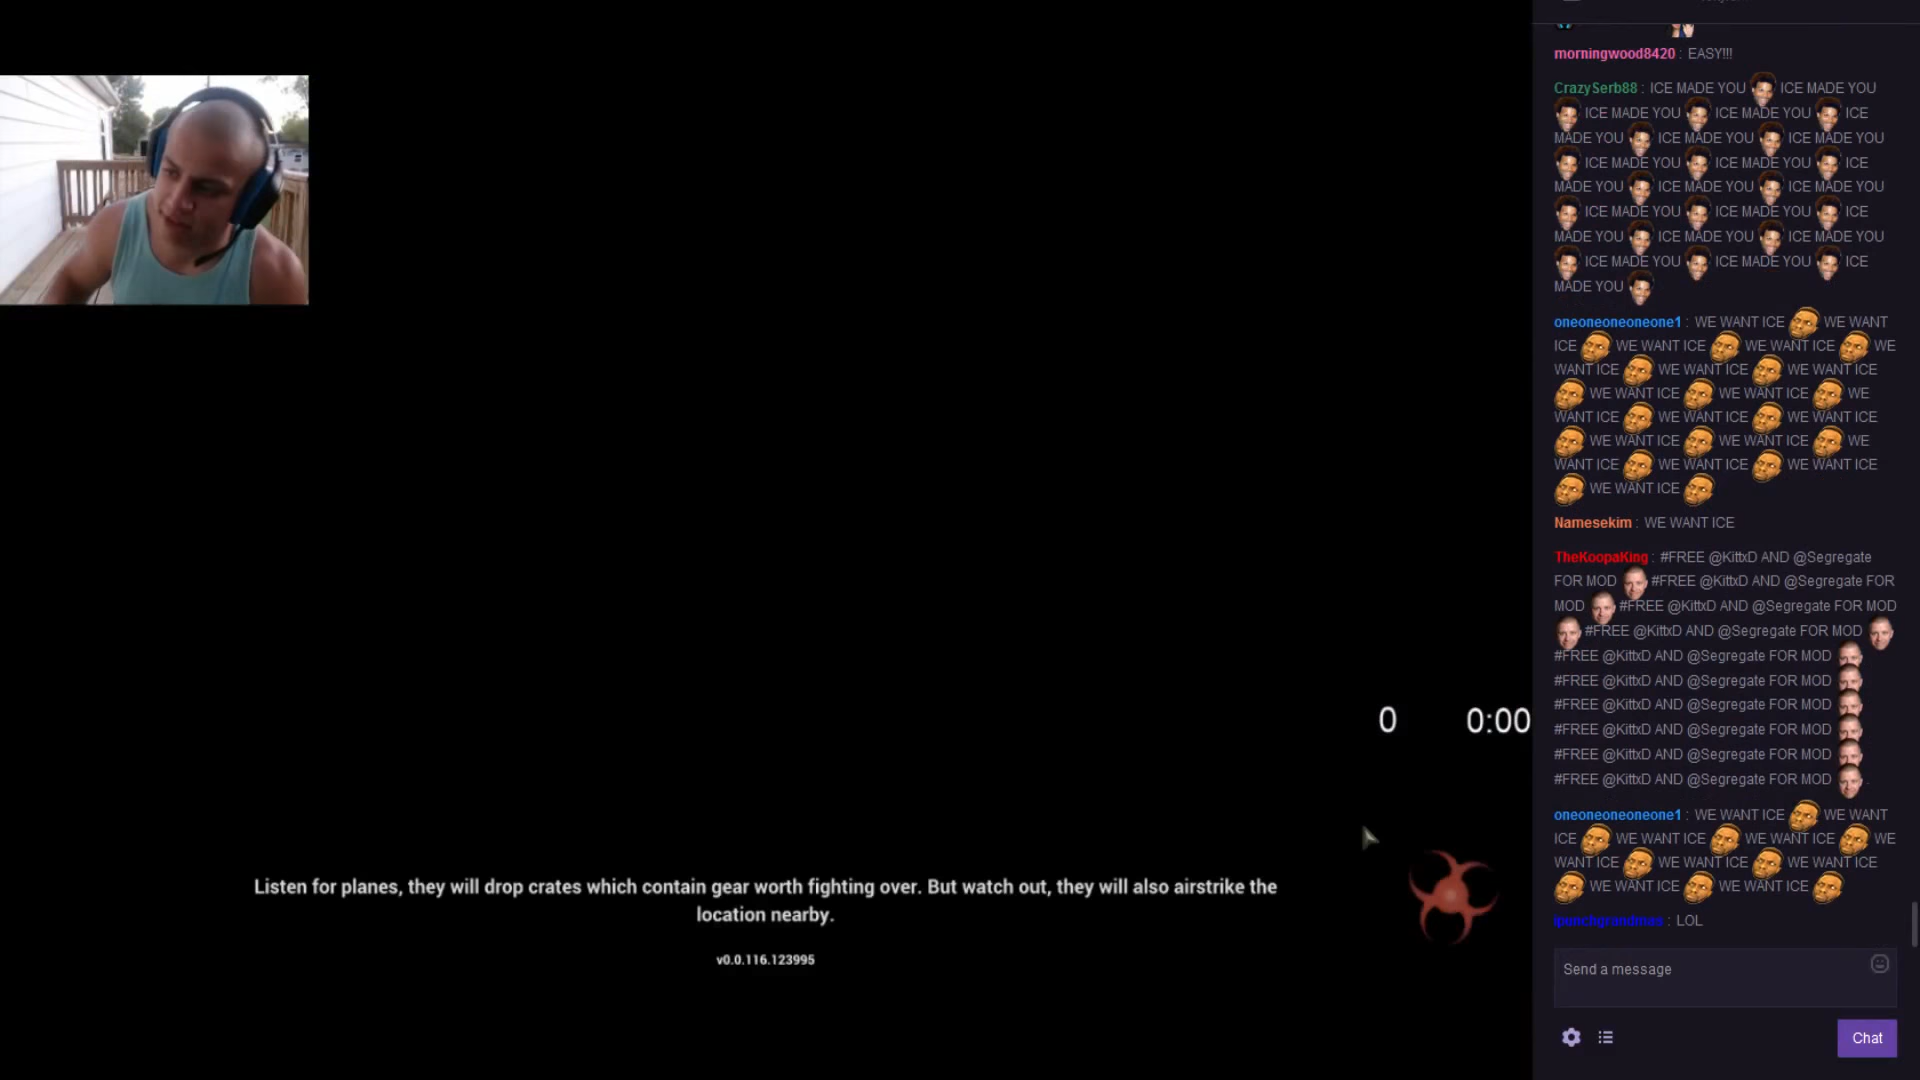 Listen for planes, they will drop crates which contain gear worth fighting over. But watch out, they will also airstrike the
location nearby.
v0.0.116.123995
0 0:00
morningwood8420 : EASY!!!
CrazySerb88 : ICE MADE YOU ICE MADE YOU
ICE MADE YOU ICE MADE YOU ICE
MADE YOU ICE MADE YOU ICE MADE YOU
ICE MADE YOU ICE MADE YOU ICE
MADE YOU ICE MADE YOU ICE MADE YOU
ICE MADE YOU ICE MADE YOU ICE
MADE YOU ICE MADE YOU ICE MADE YOU
ICE MADE YOU ICE MADE YOU ICE
MADE YOU
oneoneoneoneone1 : WE WANT ICE WE WANT
ICE WE WANT ICE WE WANT ICE WE
WANT ICE WE WANT ICE WE WANT ICE
WE WANT ICE WE WANT ICE WE
WANT ICE WE WANT ICE WE WANT ICE
WE WANT ICE WE WANT ICE WE
WANT ICE WE WANT ICE WE WANT ICE
WE WANT ICE
Namesekim : WE WANT ICE
TheKoopaKing : #FREE @KittxD AND @Segregate
FOR MOD #FREE @KittxD AND @Segregate FOR
MOD #FREE @KittxD AND @Segregate FOR MOD
#FREE @KittxD AND @Segregate FOR MOD
#FREE @KittxD AND @Segregate FOR MOD
#FREE @KittxD AND @Segregate FOR MOD
#FREE @KittxD AND @Segregate FOR MOD
#FREE @KittxD AND @Segregate FOR MOD
#FREE @KittxD AND @Segregate FOR MOD
#FREE @KittxD AND @Segregate FOR MOD .
oneoneoneoneone1 : WE WANT ICE WE WANT
ICE WE WANT ICE WE WANT ICE WE
WANT ICE WE WANT ICE WE WANT ICE
WE WANT ICE WE WANT ICE
ipunchgrandmas : LOL
Send a message
Chat